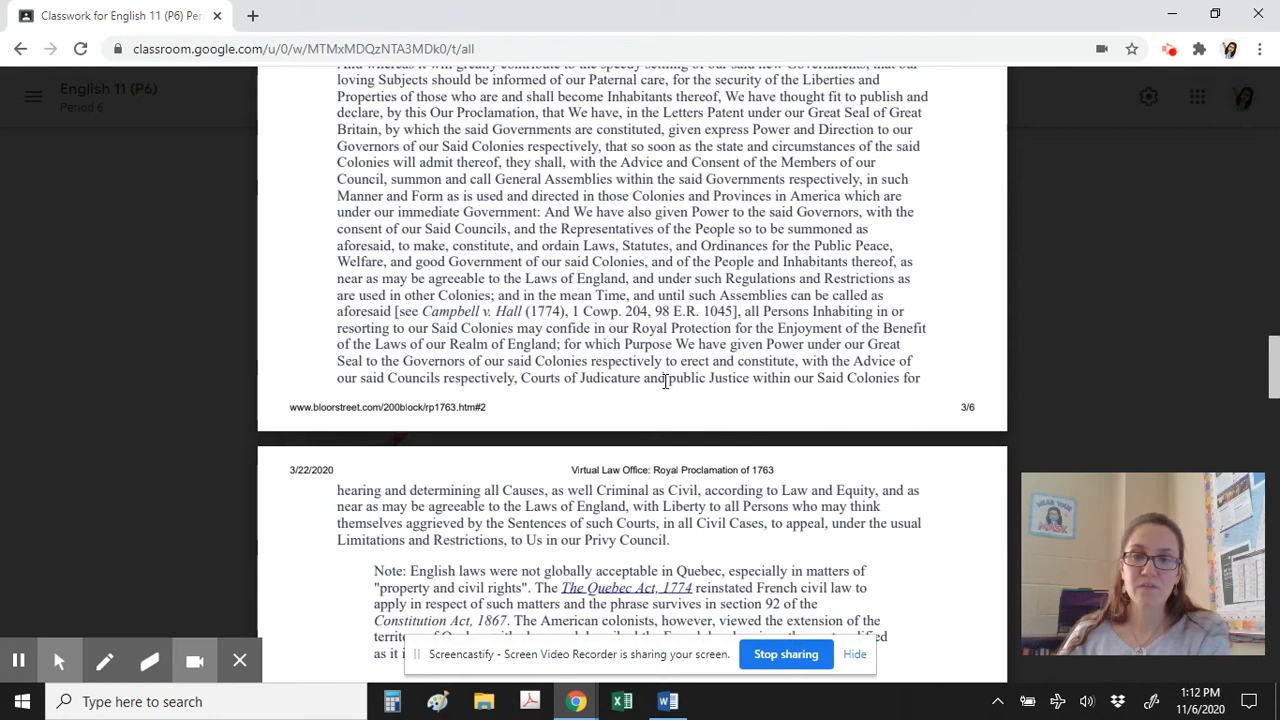 Classwork for English 11 (P6) Per
classroom.google.com/u/0/w/MTMxMDQzNTA3MDk0/t/all
English 11 (P6)
Period 6
And whereas it will greatly contribute to the speedy settling of our said new Governments, that our
loving Subjects should be informed of our Paternal care, for the security of the Liberties and
Properties of those who are and shall become Inhabitants thereof, We have thought fit to publish and
declare, by this Our Proclamation, that We have, in the Letters Patent under our Great Seal of Great
Britain, by which the said Governments are constituted, given express Power and Direction to our
Governors of our Said Colonies respectively, that so soon as the state and circumstances of the said
Colonies will admit thereof, they shall, with the Advice and Consent of the Members of our
Council, summon and call General Assemblies within the said Governments respectively, in such
Manner and Form as is used and directed in those Colonies and Provinces in America which are
under our immediate Government: And We have also given Power to the said Governors, with the
consent of our Said Councils, and the Representatives of the People so to be summoned as
aforesaid, to make, constitute, and ordain Laws, Statutes, and Ordinances for the Public Peace,
Welfare, and good Government of our said Colonies, and of the People and Inhabitants thereof, as
near as may be agreeable to the Laws of England, and under such Regulations and Restrictions as
are used in other Colonies; and in the mean Time, and until such Assemblies can be called as
aforesaid [see Campbell v. Hall (1774), 1 Cowp. 204, 98 E.R. 1045], all Persons Inhabiting in or
resorting to our Said Colonies may confide in our Royal Protection for the Enjoyment of the Benefit
of the Laws of our Realm of England; for which Purpose We have given Power under our Great
Seal to the Governors of our said Colonies respectively to erect and constitute, with the Advice of
our said Councils respectively, Courts of Judicature and public Justice within our Said Colonies for
www.bloorstreet.com/200block/rp1763.htm#2
3/6
3/22/2020
Virtual Law Office: Royal Proclamation of 1763
hearing and determining all Causes, as well Criminal as Civil, according to Law and Equity, and as
near as may be agreeable to the Laws of England, with Liberty to all Persons who may think
themselves aggrieved by the Sentences of such Courts, in all Civil Cases, to appeal, under the usual
Limitations and Restrictions, to Us in our Privy Council.
Note: English laws were not globally acceptable in Quebec, especially in matters of
"property and civil rights". The The Quebec Act, 1774 reinstated French civil law to
apply in respect of such matters and the phrase survives in section 92 of the
Constitution Act, 1867. The American colonists, however, viewed the extension of the
as it i
Screencastify - Screen Video Recorder is sharing your screen.
Stop sharing
Hide
Type here to search
1:12 PM
11/6/2020